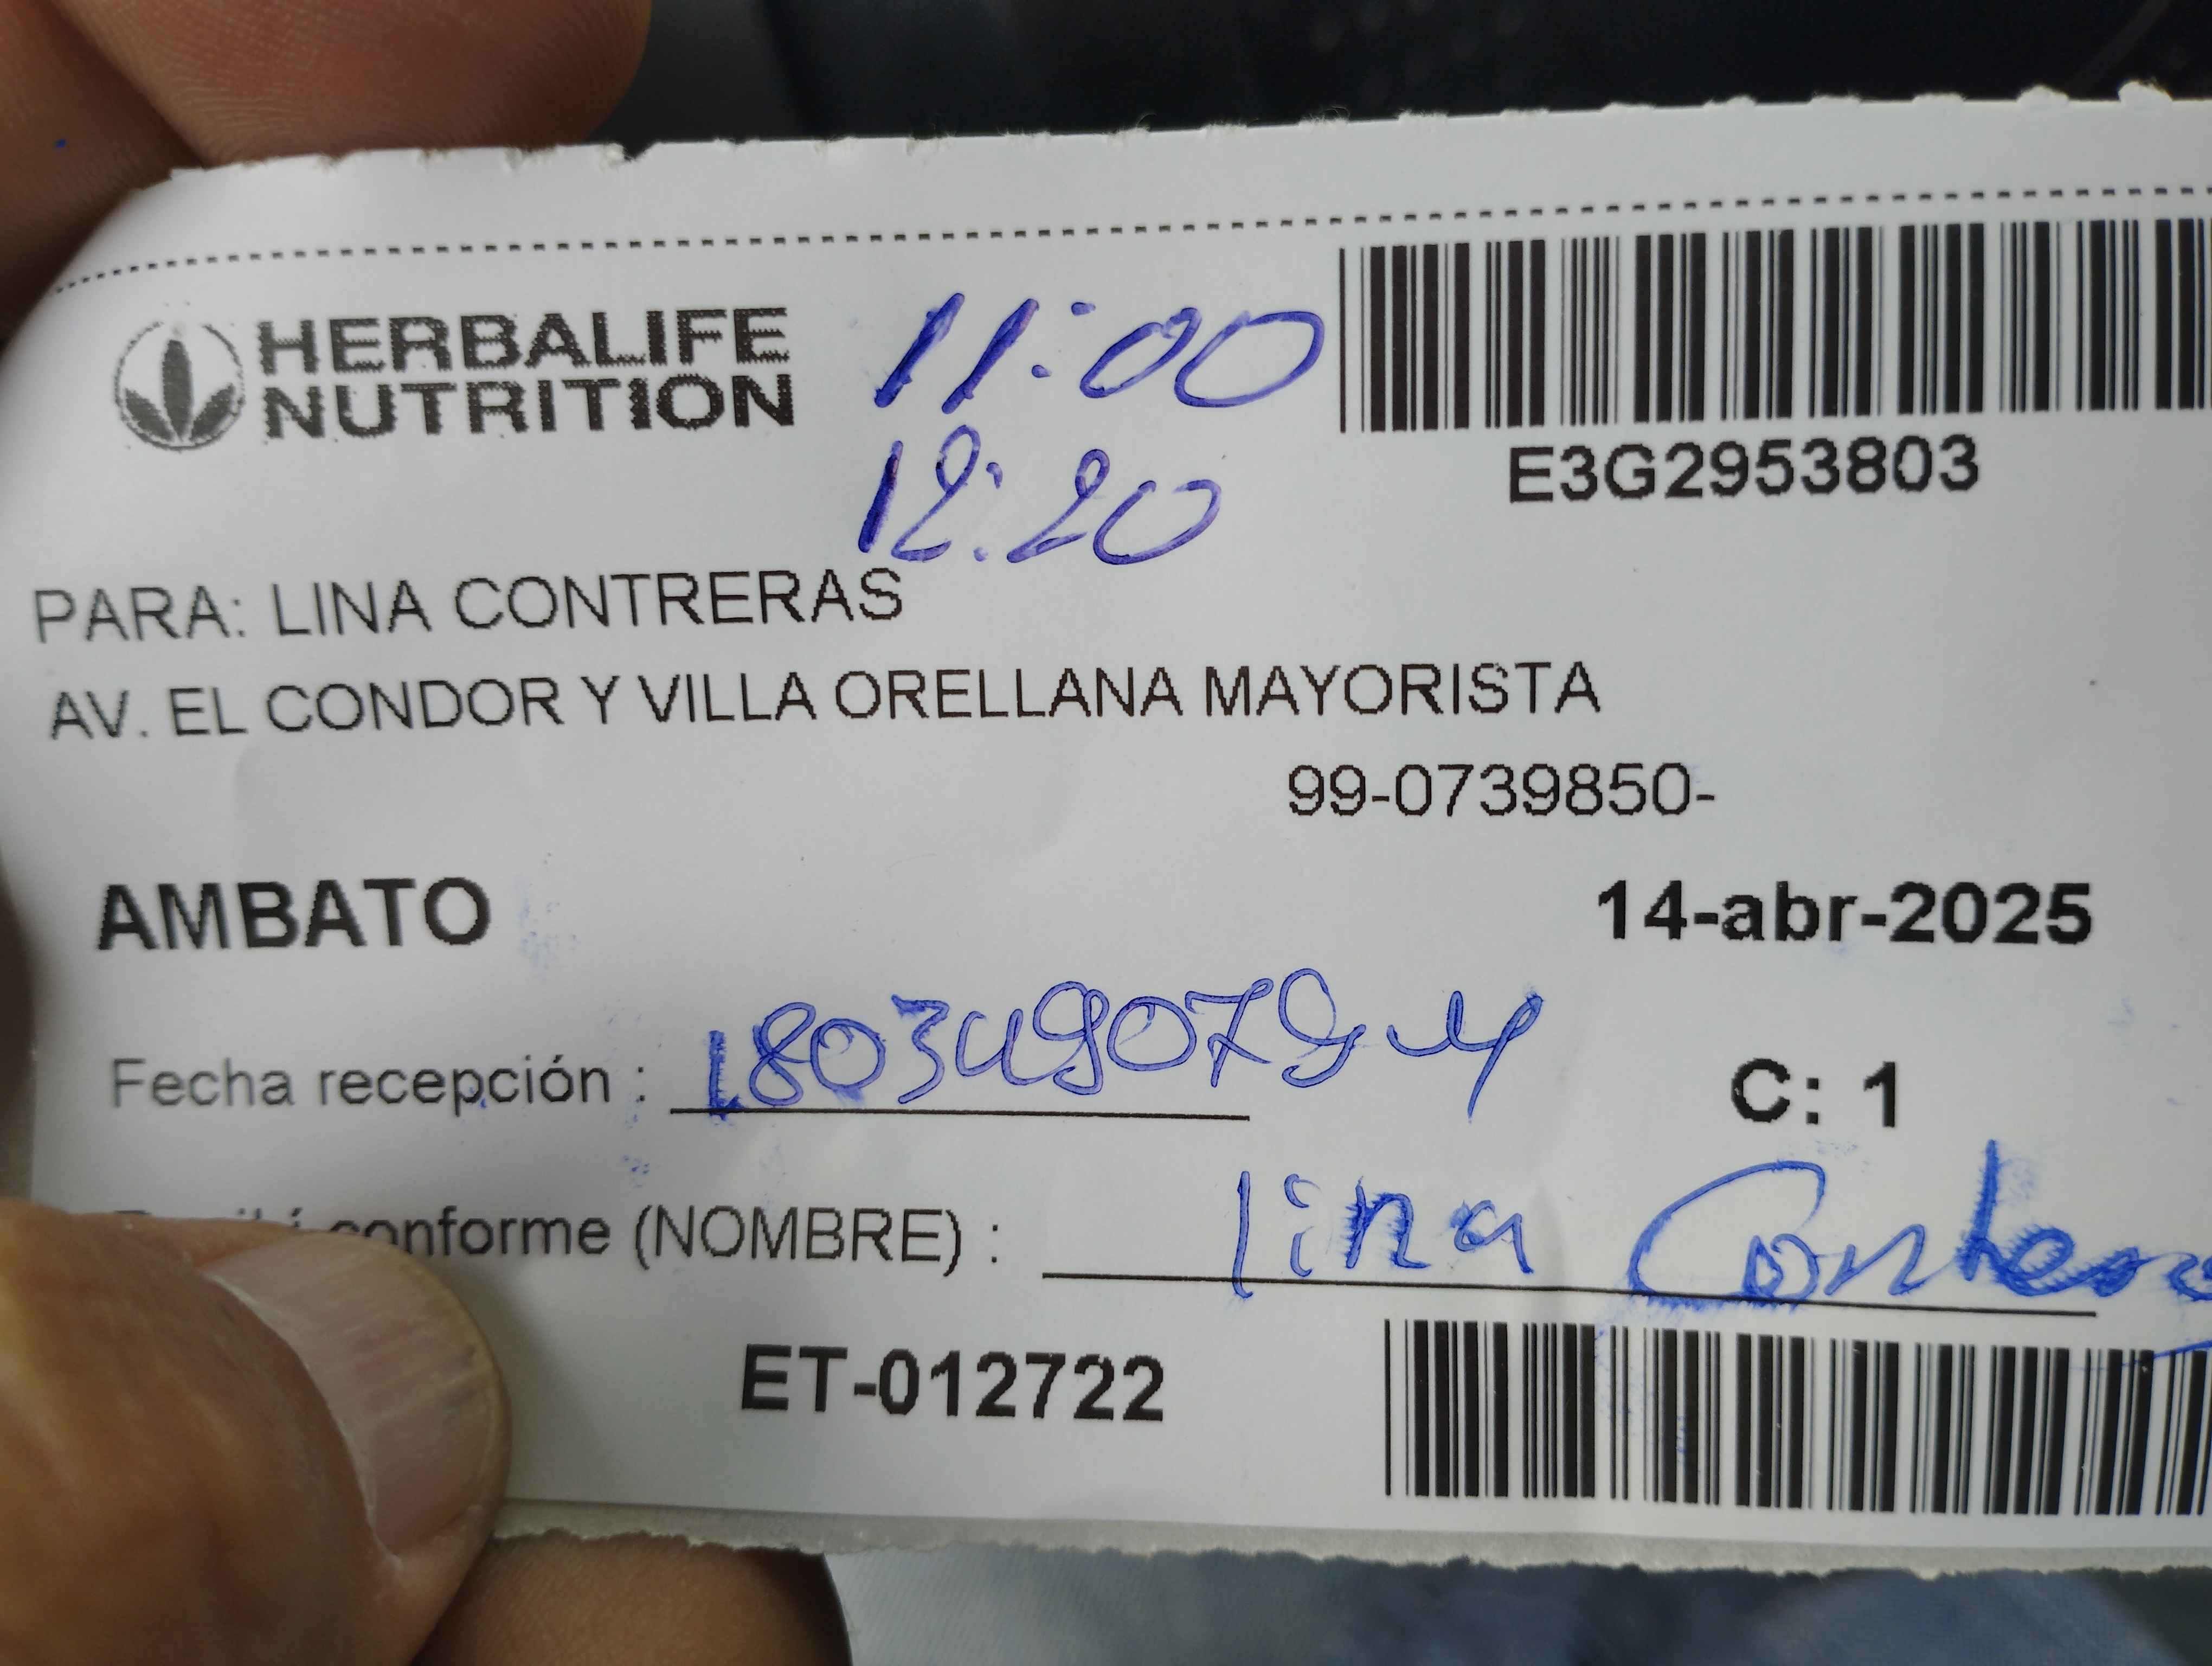 HERBALIFE
NUTRITION
11:00
12:20
E3G2953803
PARA: LINA CONTRERAS
AV. EL CONDOR Y VILLA ORELLANA MAYORISTA
99-0739850-
AMBATO
14-abr-2025
Fecha recepción :
C: 1
conforme (NOMBRE) : lina
ET-012722